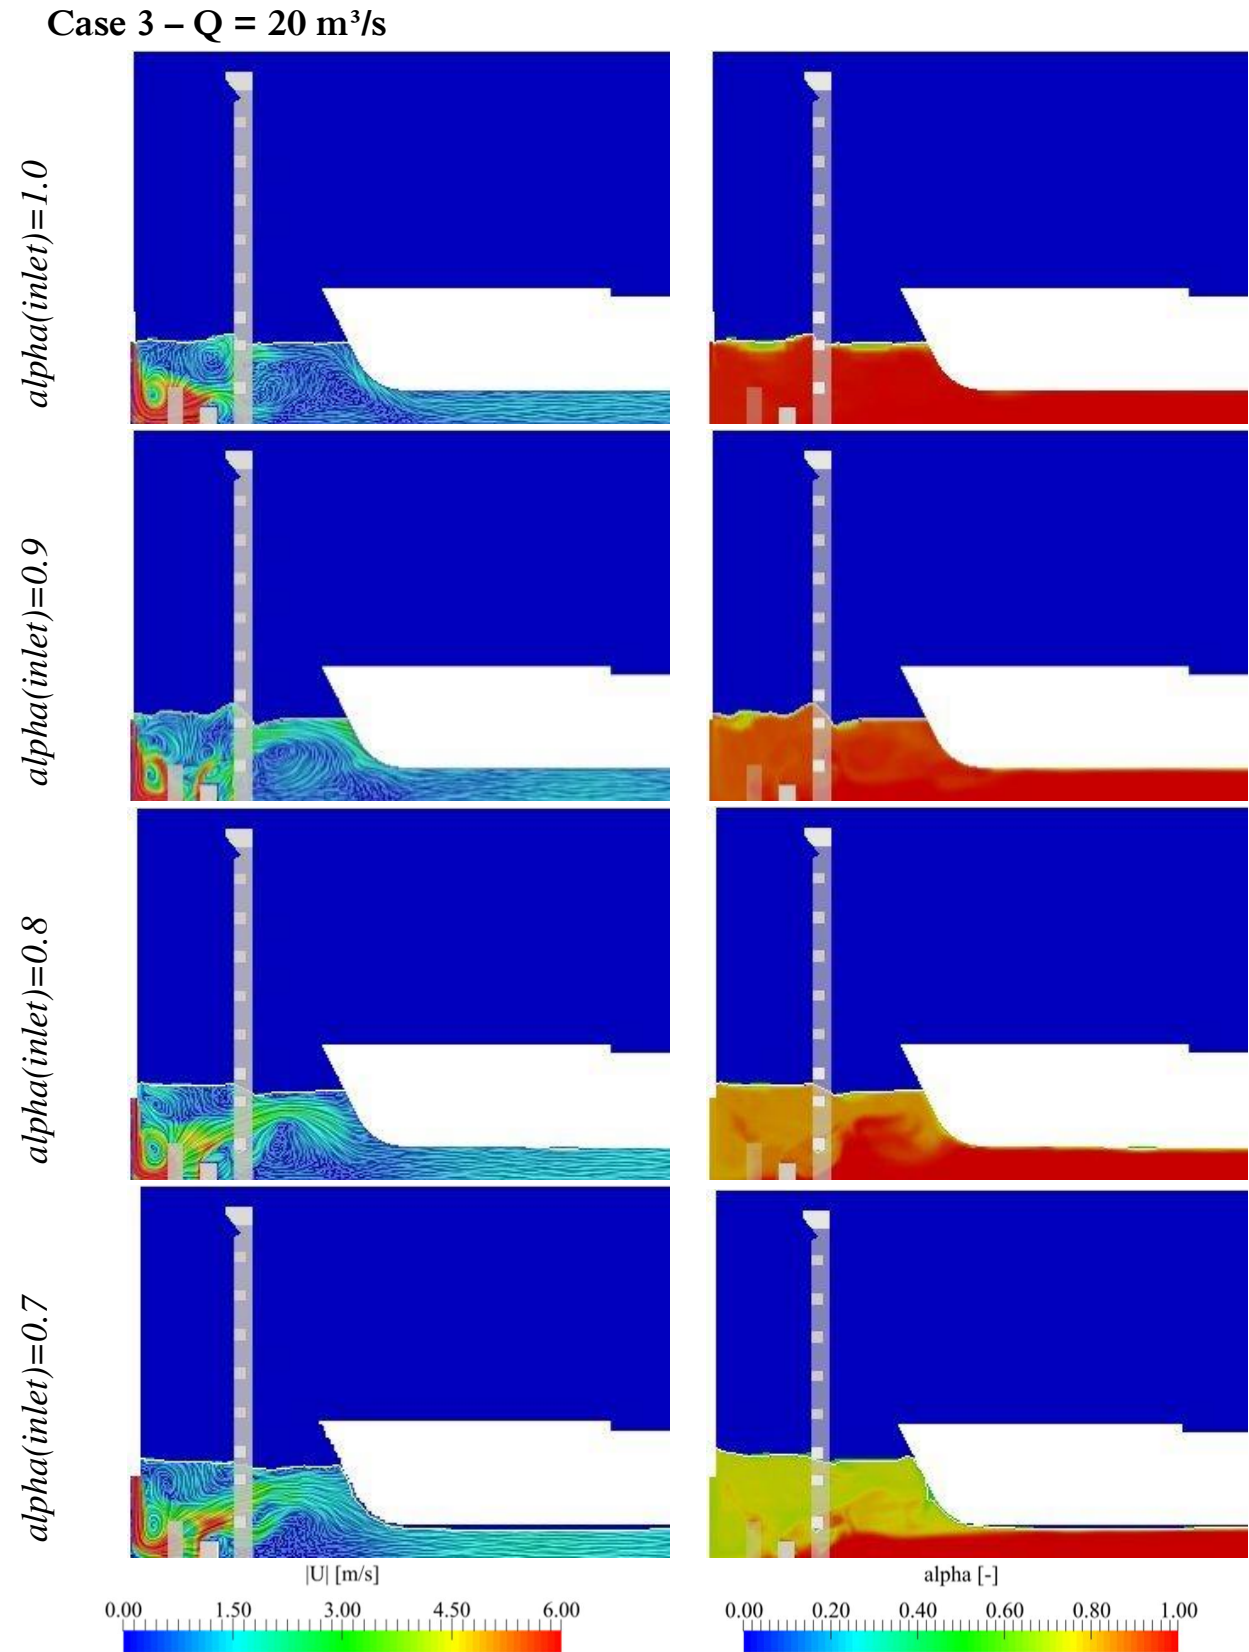 Case 3 – Q = 20 m³/s
alpha(inlet)=1.0
alpha(inlet)=0.9
alpha(inlet)=0.8
alpha(inlet)=0.7
|U| [m/s]
0.00 1.50 3.00 4.50 6.00
alpha [-]
0.00 0.20 0.40 0.60 0.80 1.00